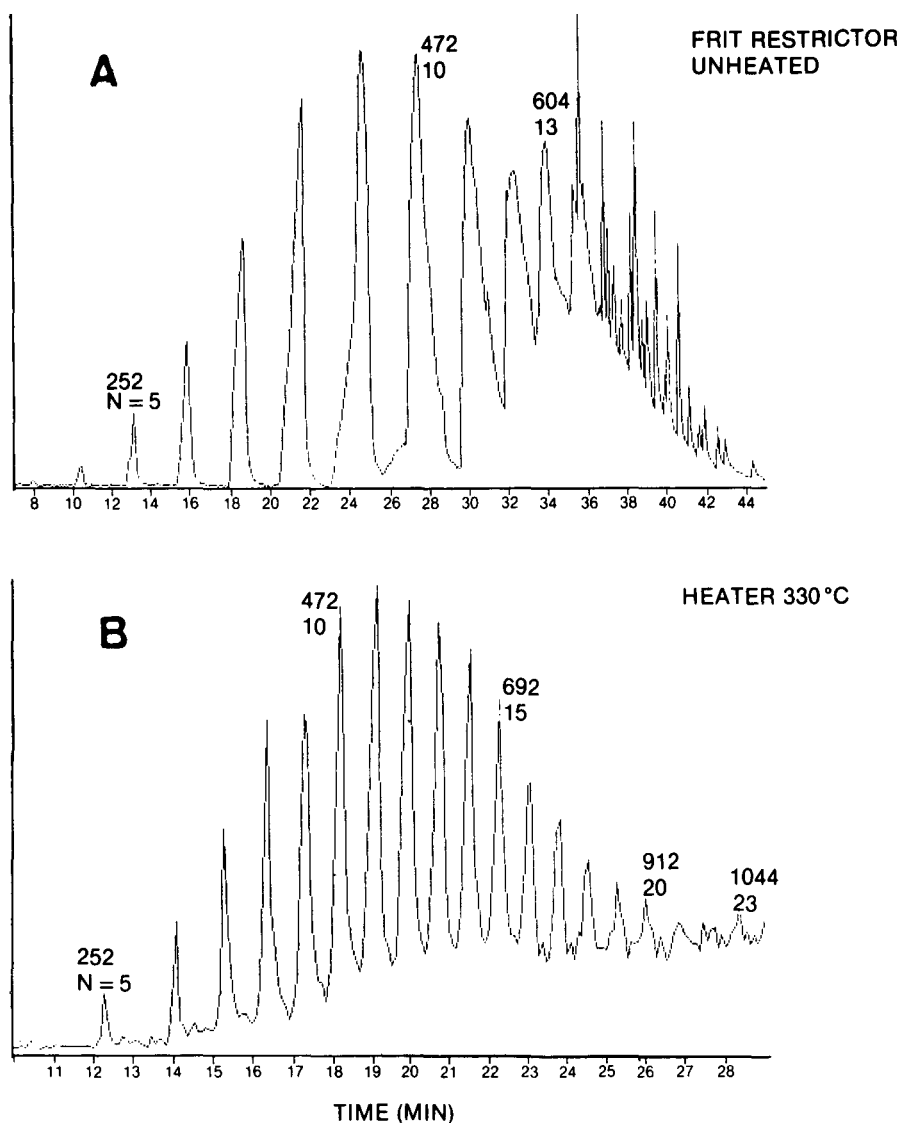 A
FRIT RESTRICTOR
UNHEATED
472
10
604
13
252
N = 5
8 10 12 14 16 18 20 22 24 26 28 30 32 34 36 38 40 42 44
B
HEATER 330°C
472
10
692
15
912
20
1044
23
252
N = 5
11 12 13 14 15 16 17 18 19 20 21 22 23 24 25 26 27 28
TIME (MIN)